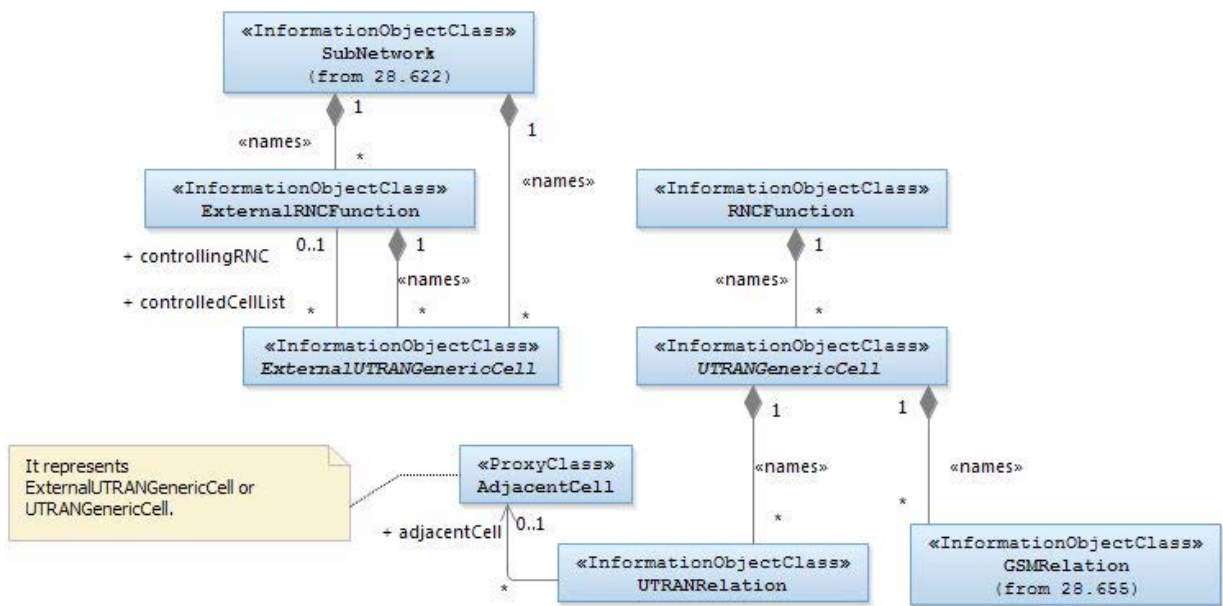 «InformationObjectClass»
SubNetwork
(from 28.622)
1
1
«names»
*
«names»
«InformationObjectClass»
ExternalRNCFunction
«InformationObjectClass»
RNCFunction
0..1
1
1
+ controllingRNC
«names»
«names»
+ controlledCellList
*
*
*
*
«InformationObjectClass»
ExternalUTRANGenericCell
«InformationObjectClass»
UTRANGenericCell
1
1
It represents
ExternalUTRANGenericCell or
UTRANGenericCell.
«ProxyClass»
AdjacentCell
«names»
«names»
+ adjacentCell
0..1
*
*
*
«InformationObjectClass»
UTRANRelation
«InformationObjectClass»
GSMRelation
(from 28.655)